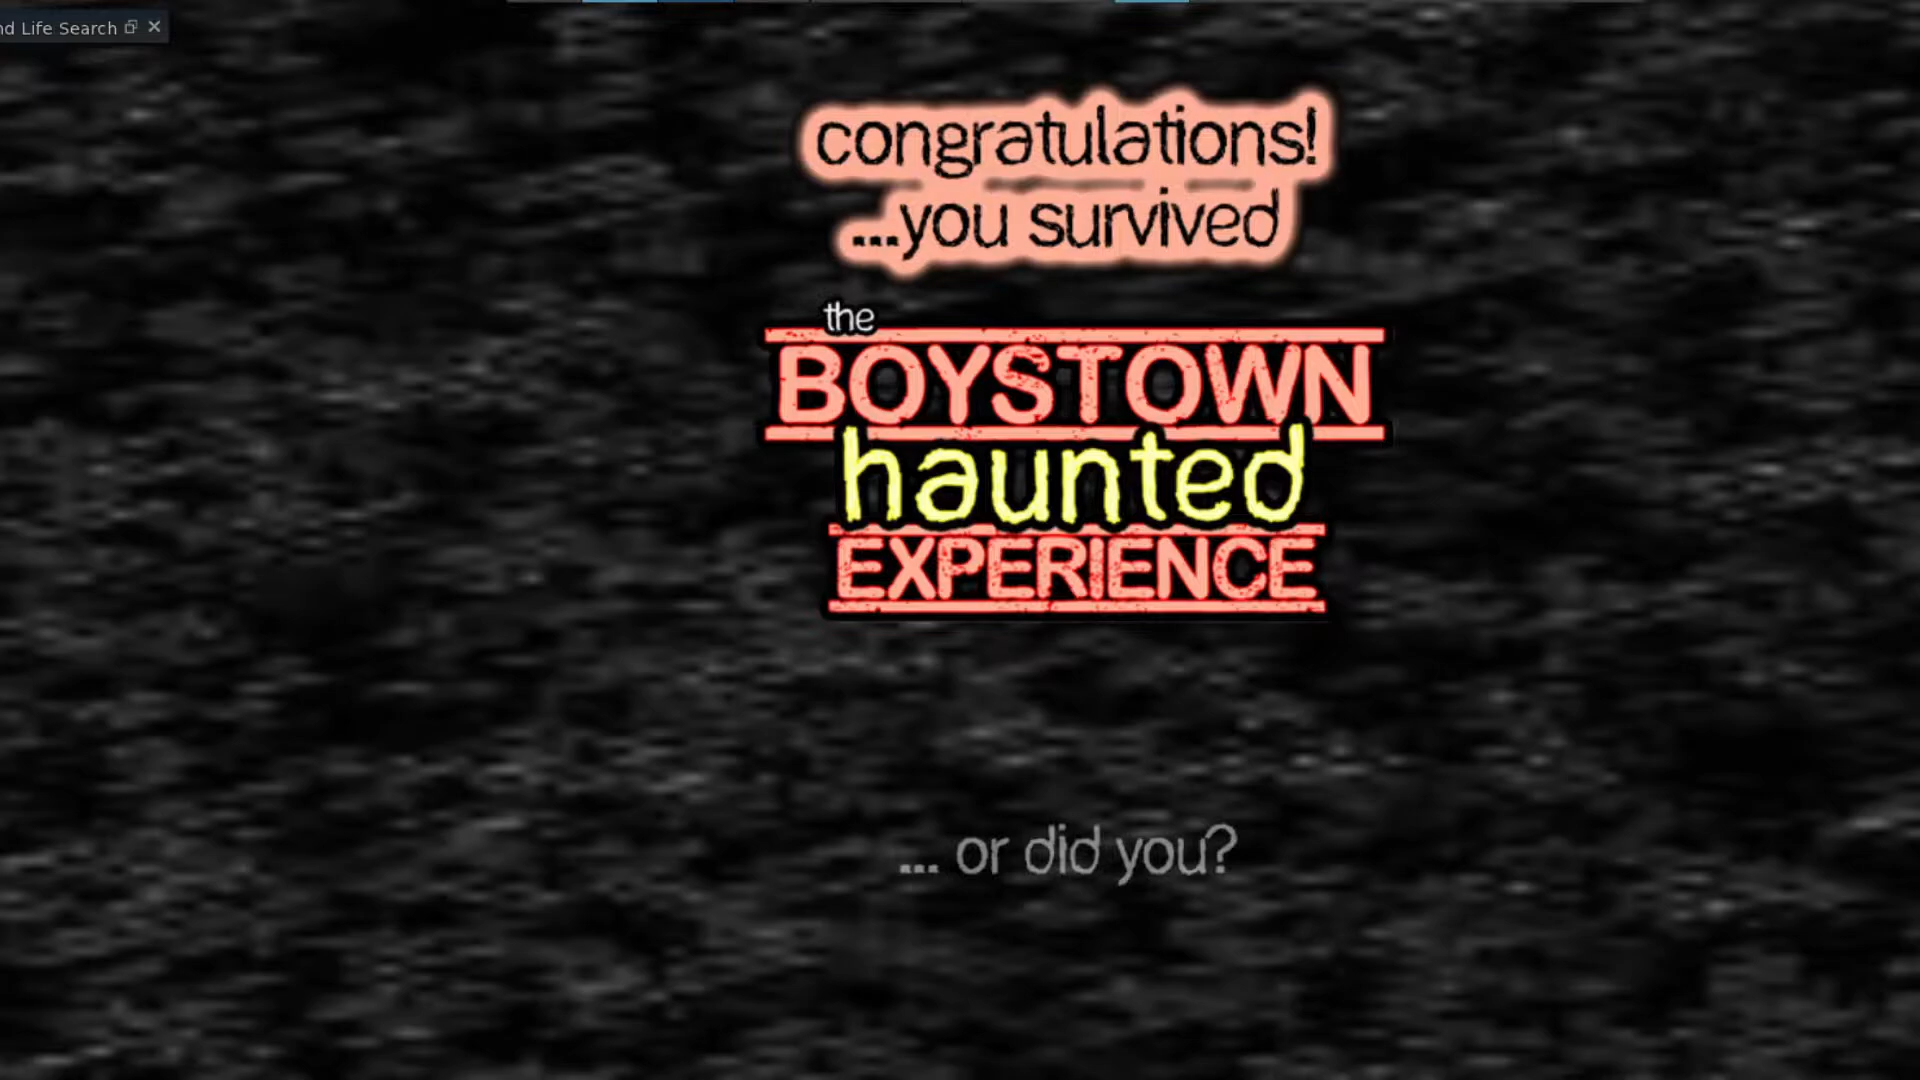 nd Life Search
congratulations!
...you survived
the
BOYSTOWN
haunted
EXPERIENCE
... or did you?